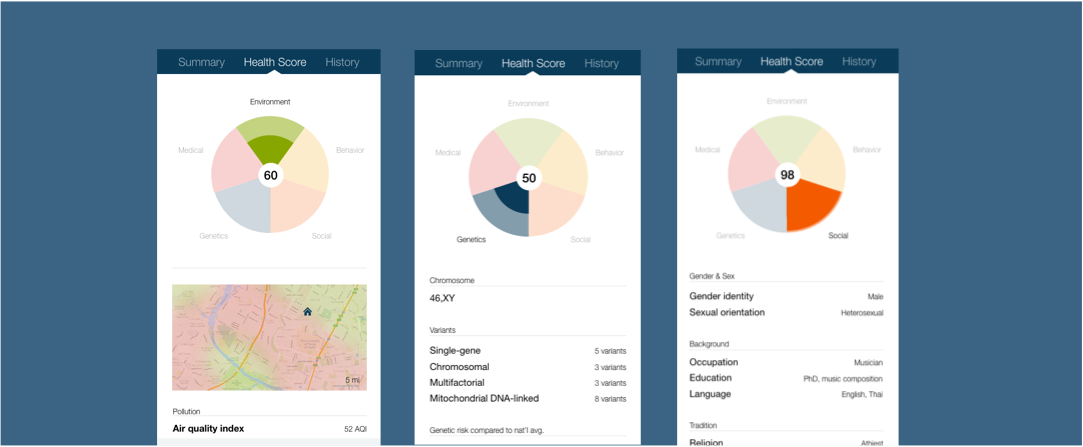 Summary Health Score History
Environment
Medical
Behavior
60
Genetics
Social
5 mi
Pollution
Air quality index 52 AQI
Summary Health Score History
Environment
Medical
Behavior
50
Genetics
Social
Chromosome
46,XY
Variants
Single-gene 5 variants
Chromosomal 3 variants
Multifactorial 3 variants
Mitochondrial DNA-linked 8 variants
Genetic risk compared to nat'l avg.
Summary Health Score History
Environment
Medical
Behavior
98
Genetics
Social
Gender & Sex
Gender identity Male
Sexual orientation Heterosexual
Background
Occupation Musician
Education PhD, music composition
Language English, Thai
Tradition
Religion Athiest